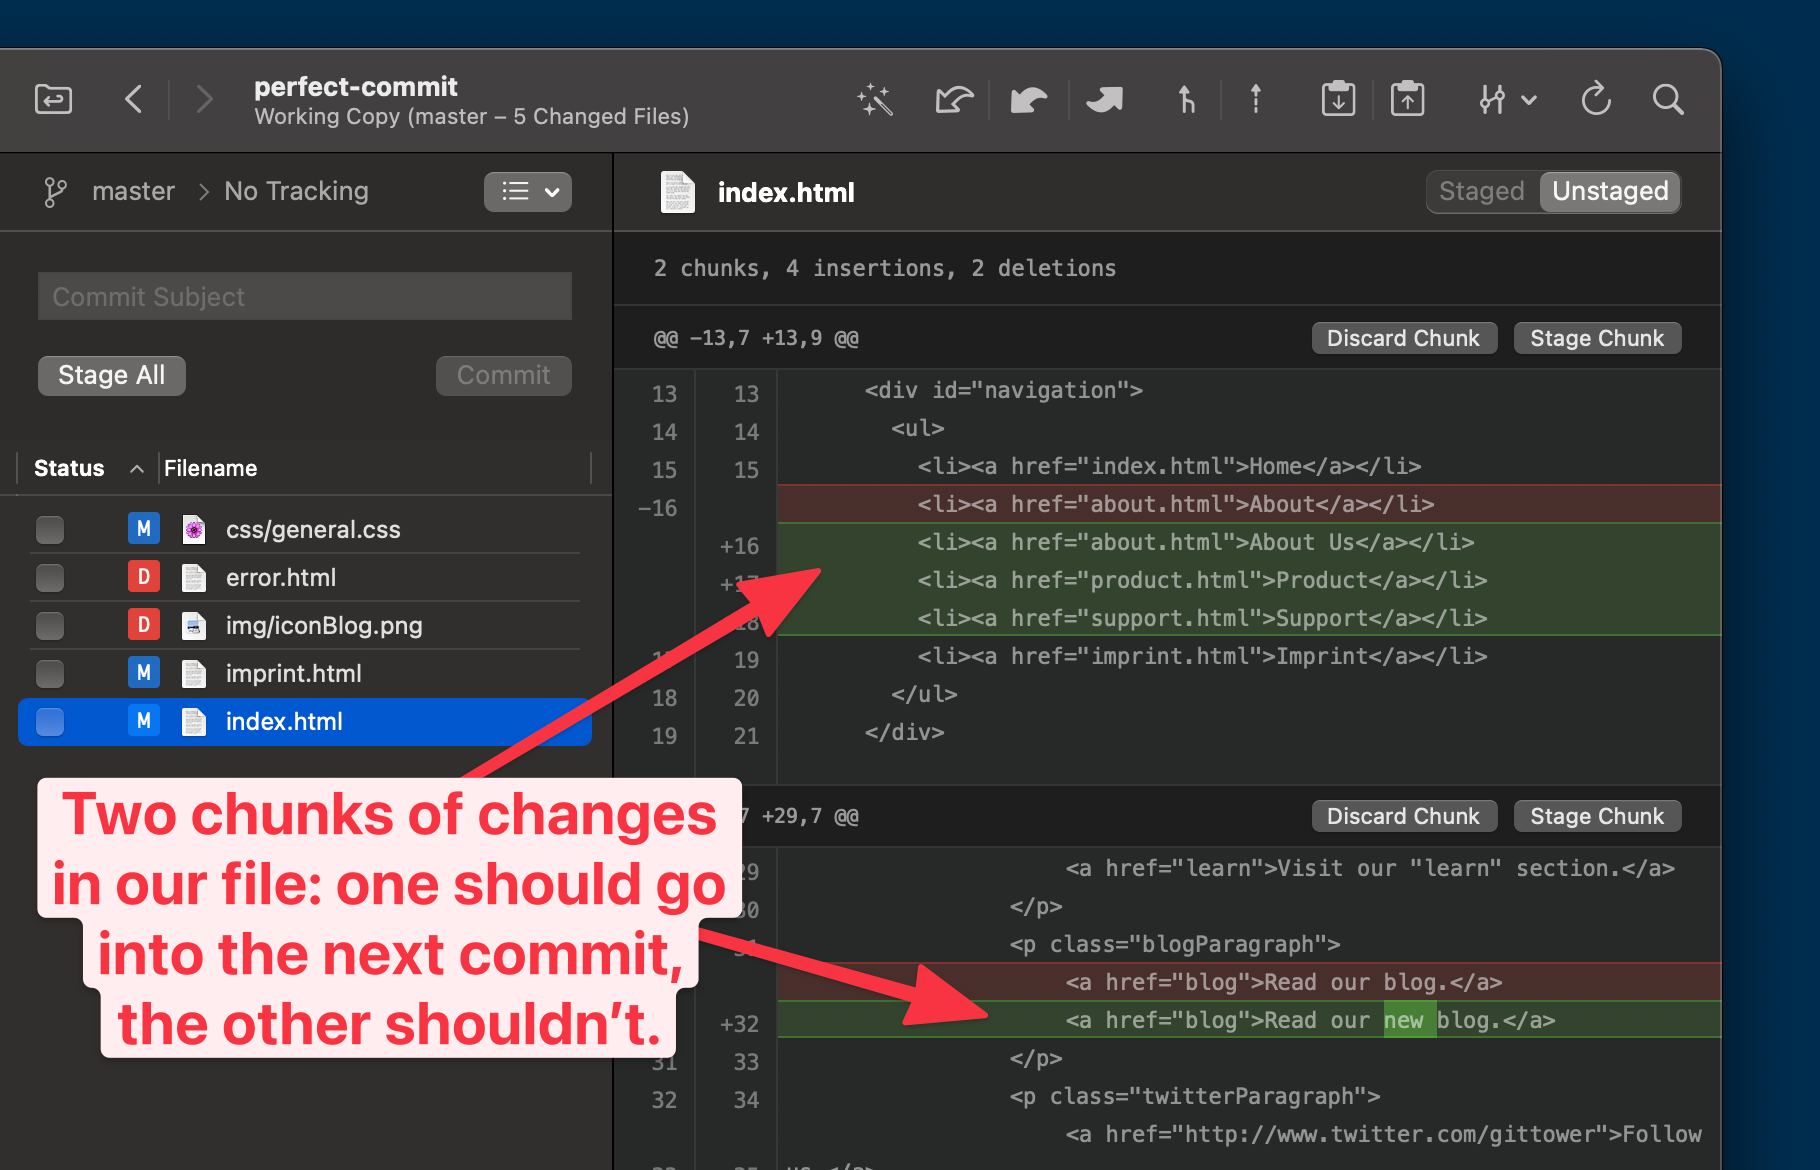 perfect-commit
Working Copy (master – 5 Changed Files)
master > No Tracking
index.html
Staged Unstaged
Commit Subject
Stage All Commit
Status Filename
M css/general.css
D error.html
D img/iconBlog.png
M imprint.html
M index.html
2 chunks, 4 insertions, 2 deletions
@@ -13,7 +13,9 @@ Discard Chunk Stage Chunk
13 13 <div id="navigation">
14 14 <ul>
15 15 <li><a href="index.html">Home</a></li>
-16 <li><a href="about.html">About</a></li>
+16 <li><a href="about.html">About Us</a></li>
<li><a href="product.html">Product</a></li>
<li><a href="support.html">Support</a></li>
19 <li><a href="imprint.html">Imprint</a></li>
18 20 </ul>
19 21 </div>
+29,7 @@ Discard Chunk Stage Chunk
<a href="learn">Visit our "learn" section.</a>
</p>
<p class="blogParagraph">
<a href="blog">Read our blog.</a>
+32 <a href="blog">Read our new blog.</a>
31 33 </p>
32 34 <p class="twitterParagraph">
<a href="http://www.twitter.com/gittower">Follow
Two chunks of changes
in our file: one should go
into the next commit,
the other shouldn't.